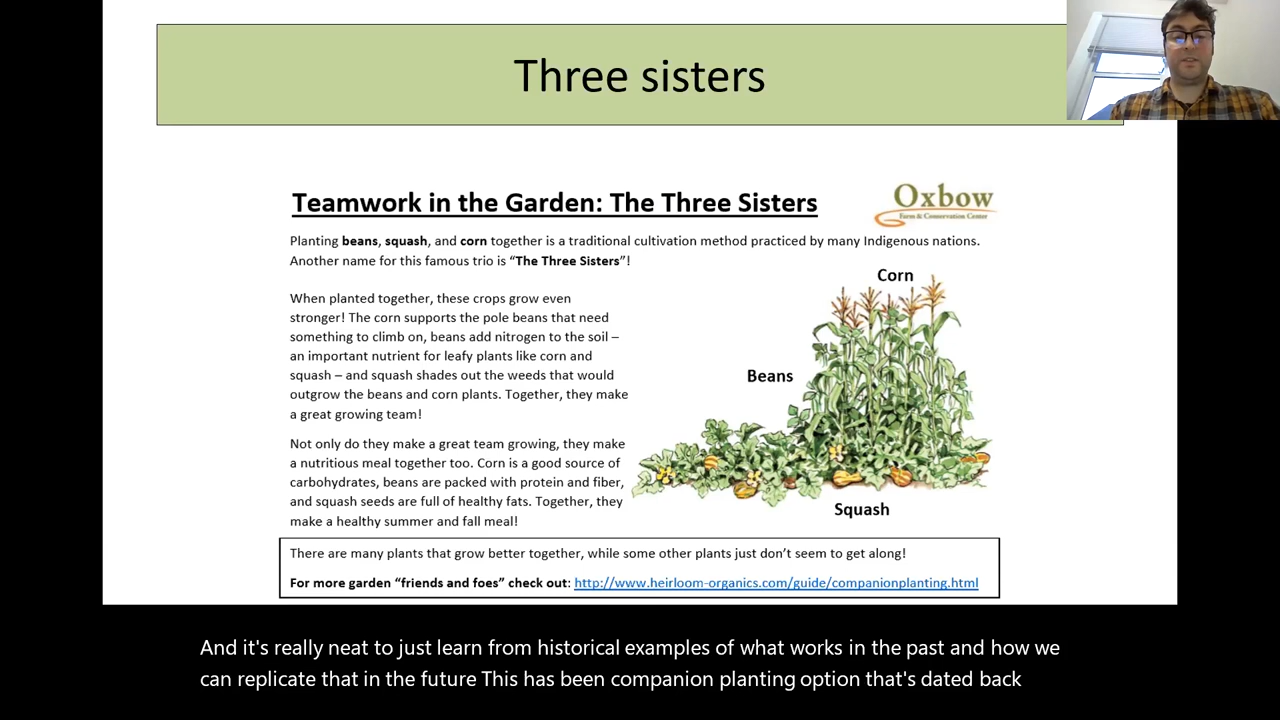 Three sisters
Teamwork in the Garden: The Three Sisters
Oxbow
Farm & Conservation Center
Planting beans, squash, and corn together is a traditional cultivation method practiced by many Indigenous nations.
Another name for this famous trio is “The Three Sisters”!
When planted together, these crops grow even
stronger! The corn supports the pole beans that need
something to climb on, beans add nitrogen to the soil –
an important nutrient for leafy plants like corn and
squash – and squash shades out the weeds that would
outgrow the beans and corn plants. Together, they make
a great growing team!
Not only do they make a great team growing, they make
a nutritious meal together too. Corn is a good source of
carbohydrates, beans are packed with protein and fiber,
and squash seeds are full of healthy fats. Together, they
make a healthy summer and fall meal!
Corn
Beans
Squash
There are many plants that grow better together, while some other plants just don’t seem to get along!
For more garden “friends and foes” check out: http://www.heirloom-organics.com/guide/companionplanting.html
And it's really neat to just learn from historical examples of what works in the past and how we
can replicate that in the future This has been companion planting option that's dated back